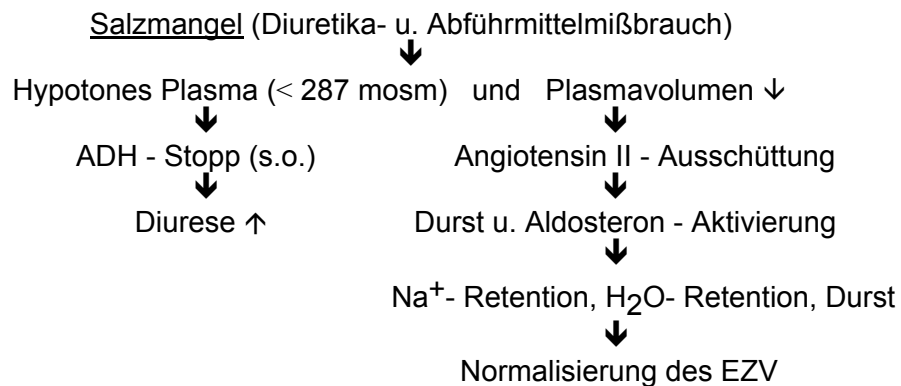 Salzmangel (Diuretika- u. Abführmittelmißbrauch)
Hypotones Plasma (< 287 mosm) und Plasmavolumen ↓
ADH - Stopp (s.o.) Angiotensin II - Ausschüttung
Diurese ↑ Durst u. Aldosteron - Aktivierung
Na⁺- Retention, H₂O- Retention, Durst
Normalisierung des EZV